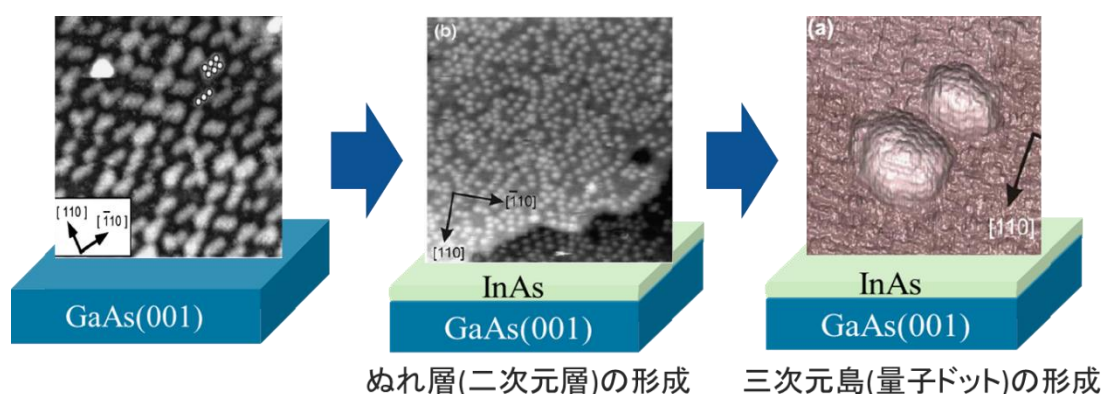 [110]
[1̄10]
GaAs(001)
(b)
[1̄10]
[110]
InAs
GaAs(001)
ぬれ層(二次元層)の形成
(a)
[110]
InAs
GaAs(001)
三次元島(量子ドット)の形成